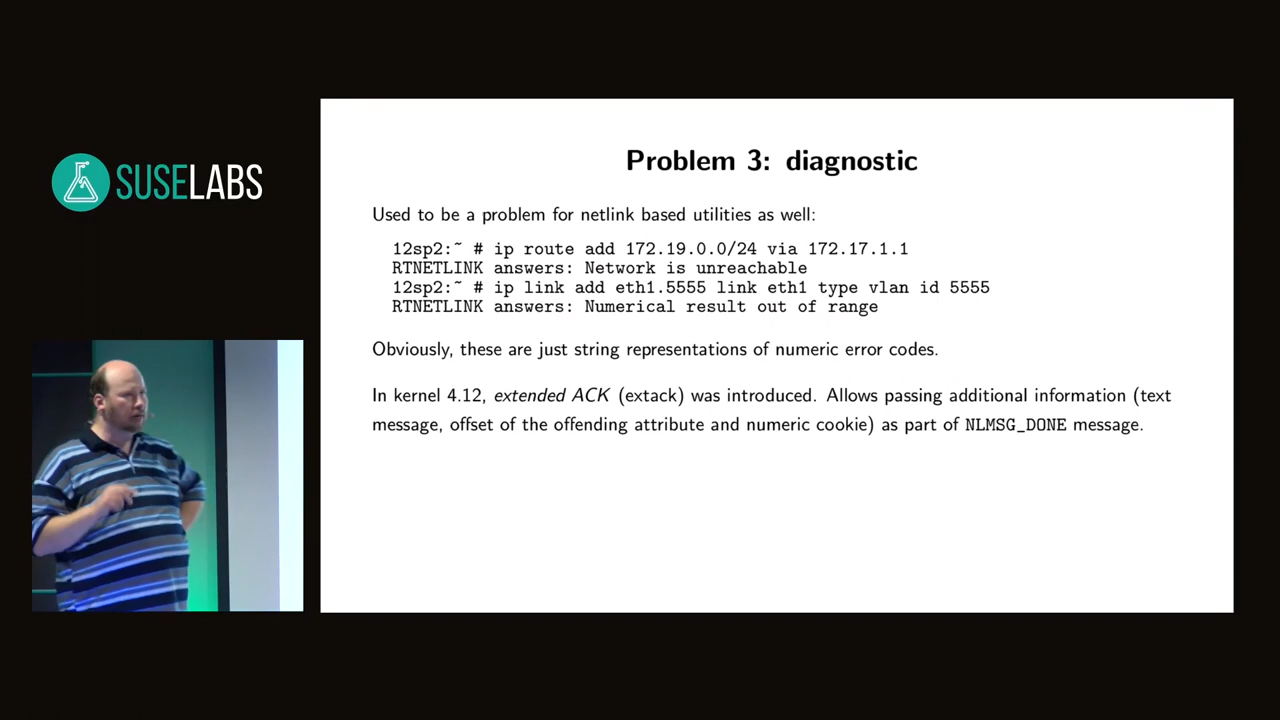 SUSELABS
Problem 3: diagnostic
Used to be a problem for netlink based utilities as well:
12sp2:~ # ip route add 172.19.0.0/24 via 172.17.1.1
RTNETLINK answers: Network is unreachable
12sp2:~ # ip link add eth1.5555 link eth1 type vlan id 5555
RTNETLINK answers: Numerical result out of range
Obviously, these are just string representations of numeric error codes.
In kernel 4.12, extended ACK (extack) was introduced. Allows passing additional information (text
message, offset of the offending attribute and numeric cookie) as part of NLMSG_DONE message.